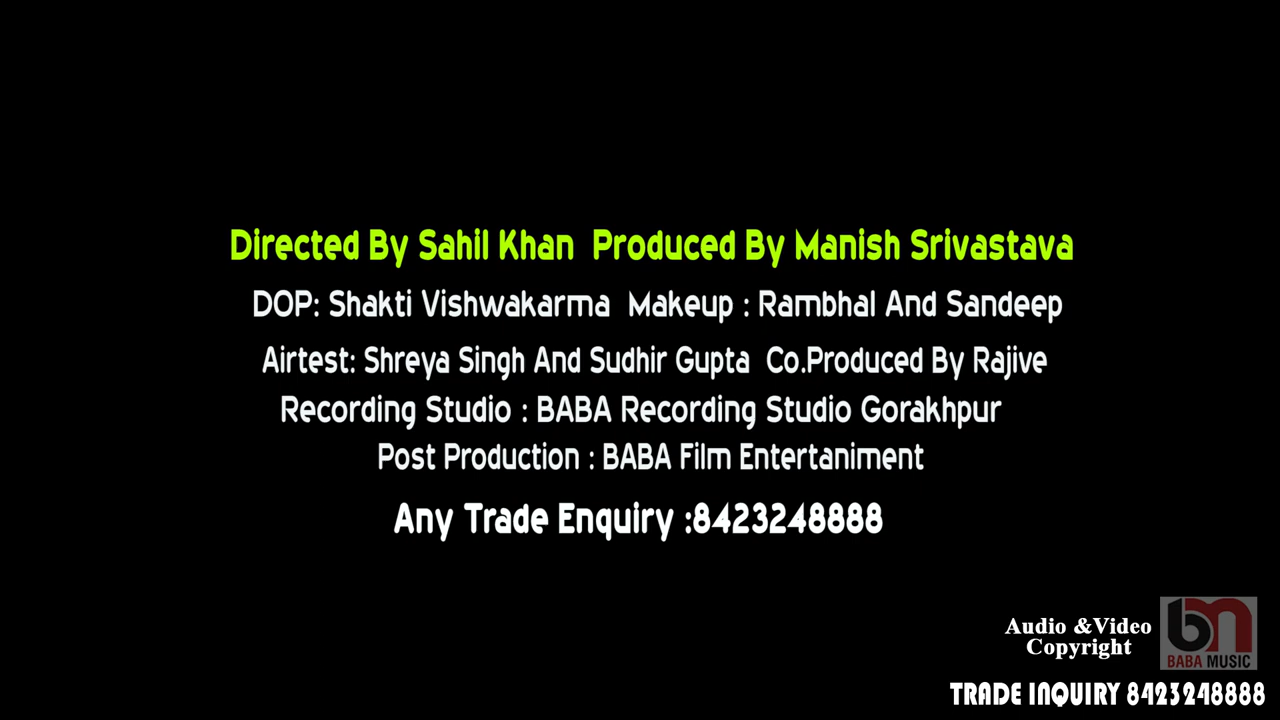 Directed By Sahil Khan Produced By Manish Srivastava
DOP: Shakti Vishwakarma Makeup : Rambhal And Sandeep
Airtest: Shreya Singh And Sudhir Gupta Co.Produced By Rajive
Recording Studio : BABA Recording Studio Gorakhpur
Post Production : BABA Film Entertaniment
Any Trade Enquiry :8423248888
Audio &Video
Copyright
bm
BABA MUSIC
TRADE INQUIRY 8423248888